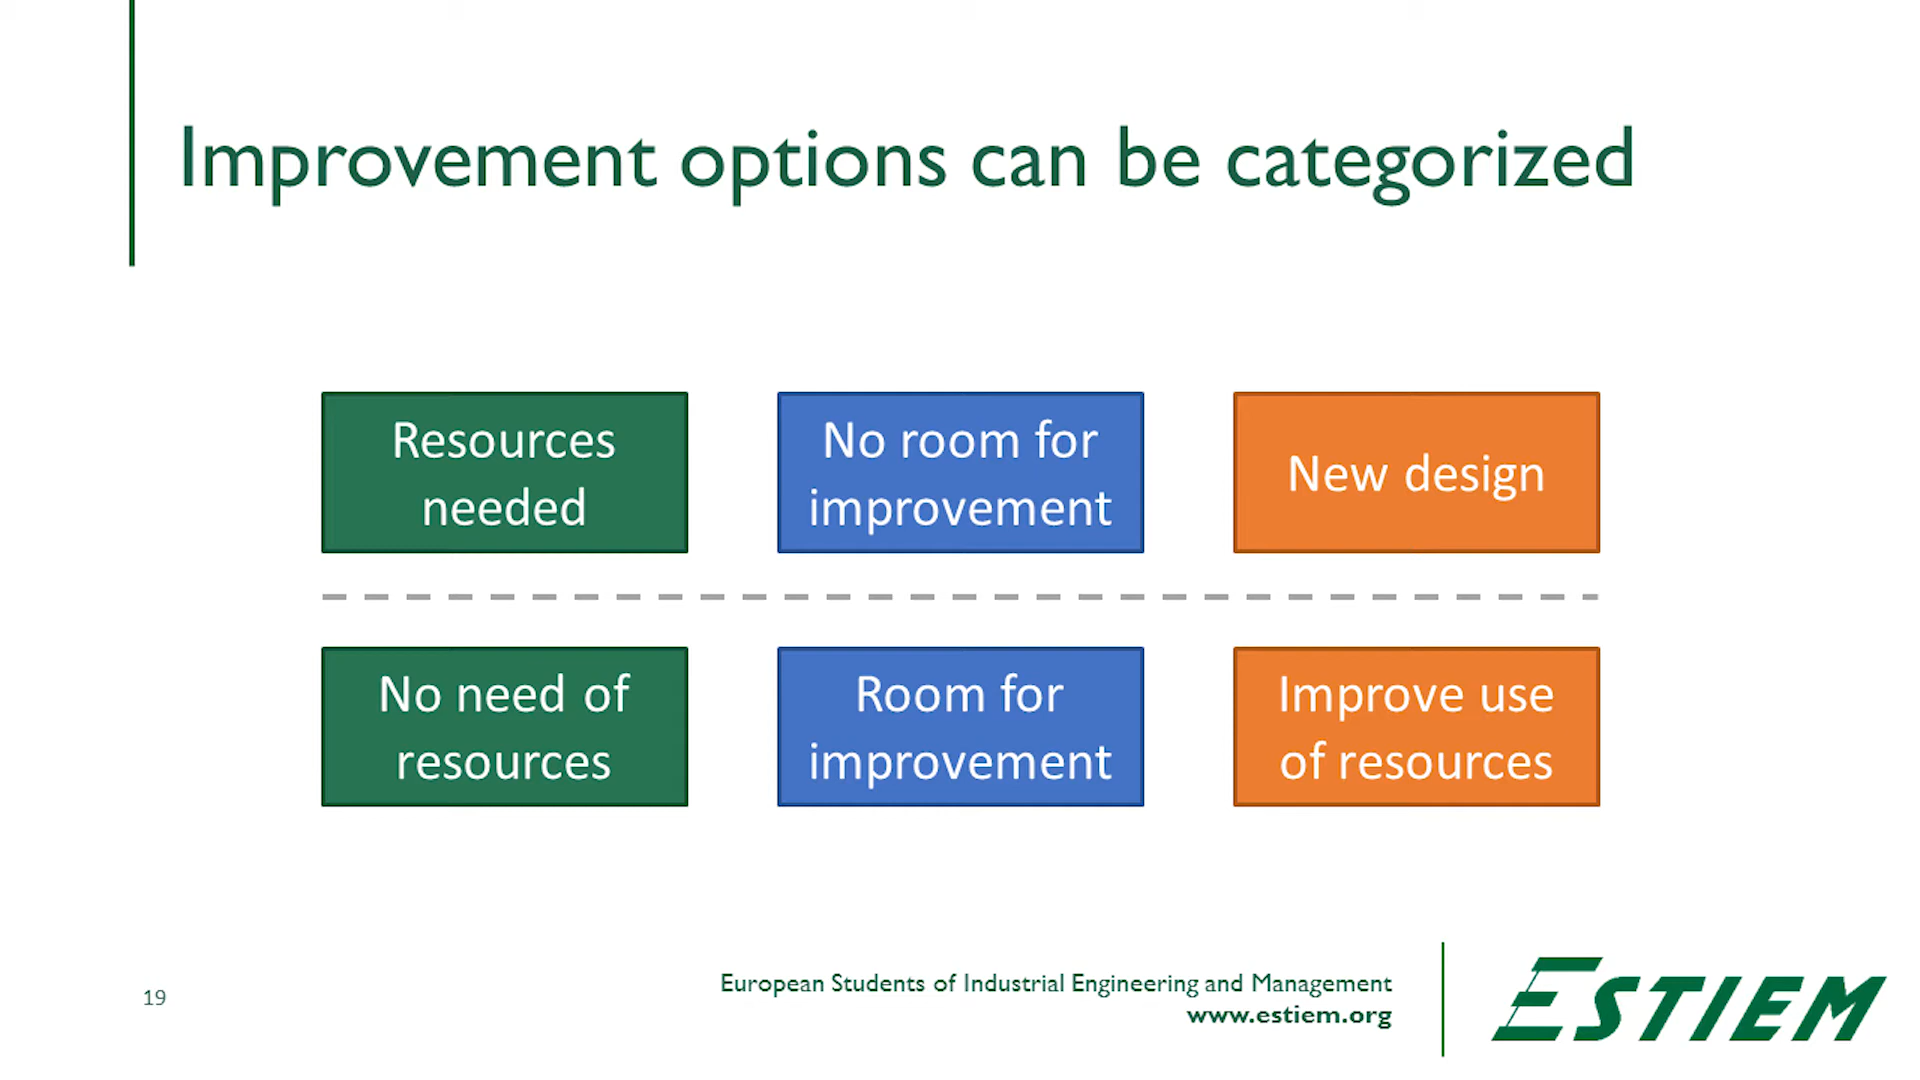 Improvement options can be categorized
Resources
needed
No room for
improvement
New design
No need of
resources
Room for
improvement
Improve use
of resources
19
European Students of Industrial Engineering and Management
www.estiem.org
ESTIEM